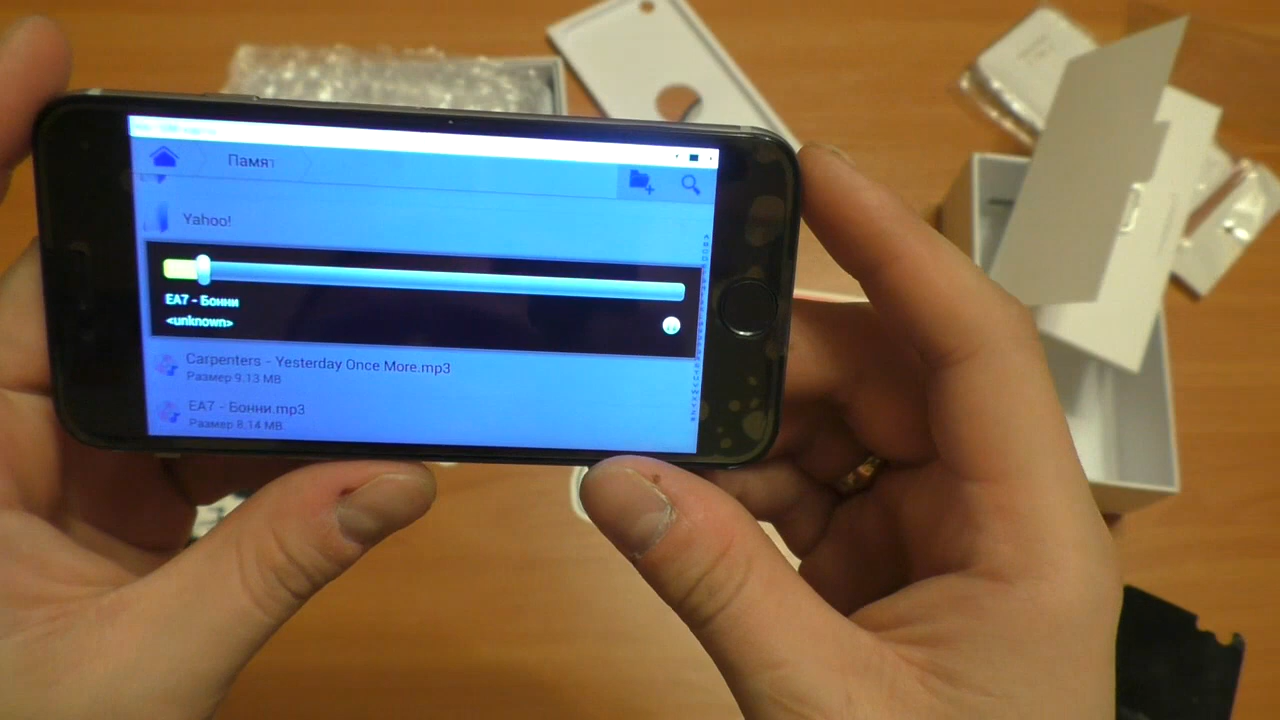 Памят
Yahoo!
EA7 - Бонни
<unknown>
Carpenters - Yesterday Once More.mp3
Размер 9.13 MB
EA7 - Бонни.mp3
Размер 8.14 MB